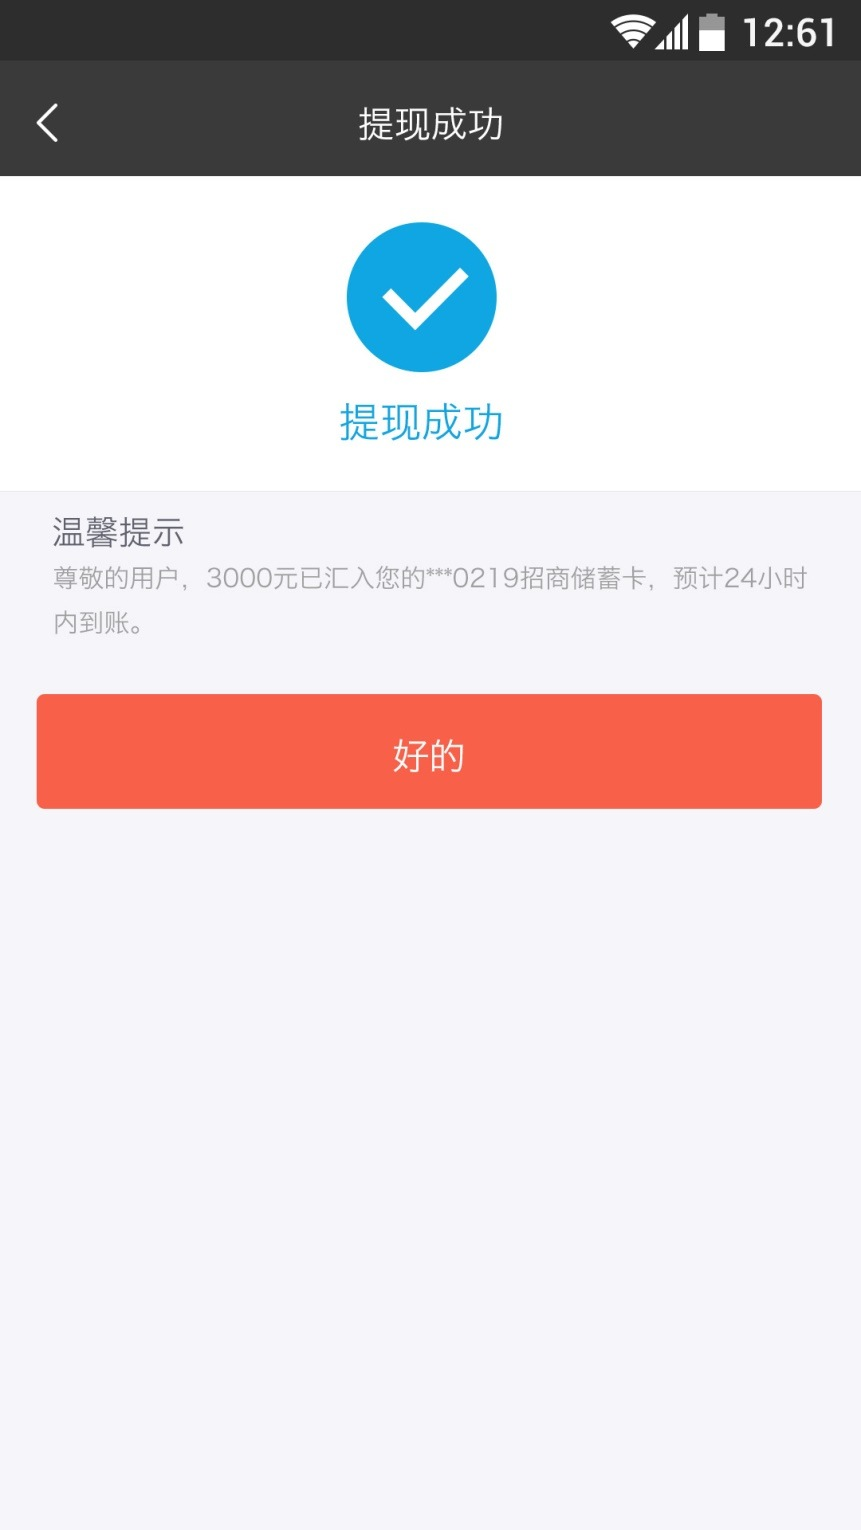 12:61
提现成功
提现成功
温馨提示
尊敬的用户，3000元已汇入您的***0219招商储蓄卡，预计24小时
内到账。
好的